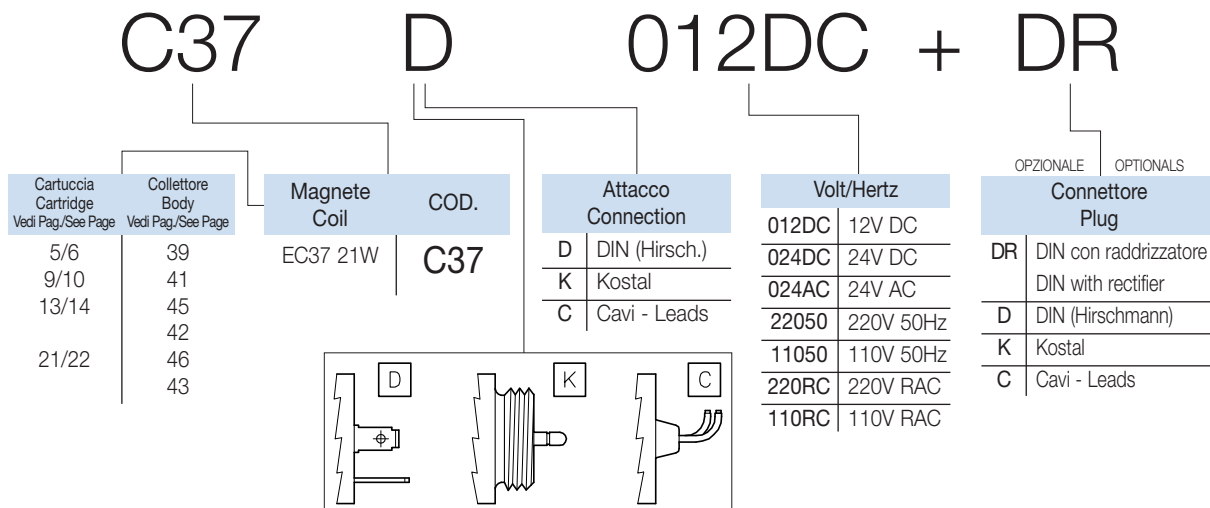 C37 D 012DC + DR
OPZIONALE OPTIONALS
Cartuccia
Cartridge
Vedi Pag./See Page
5/6
9/10
13/14
21/22
Collettore
Body
Vedi Pag./See Page
39
41
45
42
46
43
Magnete
Coil
COD.
EC37 21W C37
Attacco
Connection
D DIN (Hirsch.)
K Kostal
C Cavi - Leads
Volt/Hertz
012DC 12V DC
024DC 24V DC
024AC 24V AC
22050 220V 50Hz
11050 110V 50Hz
220RC 220V RAC
110RC 110V RAC
Connettore
Plug
DR DIN con raddrizzatore
DIN with rectifier
D DIN (Hirschmann)
K Kostal
C Cavi - Leads
D K C